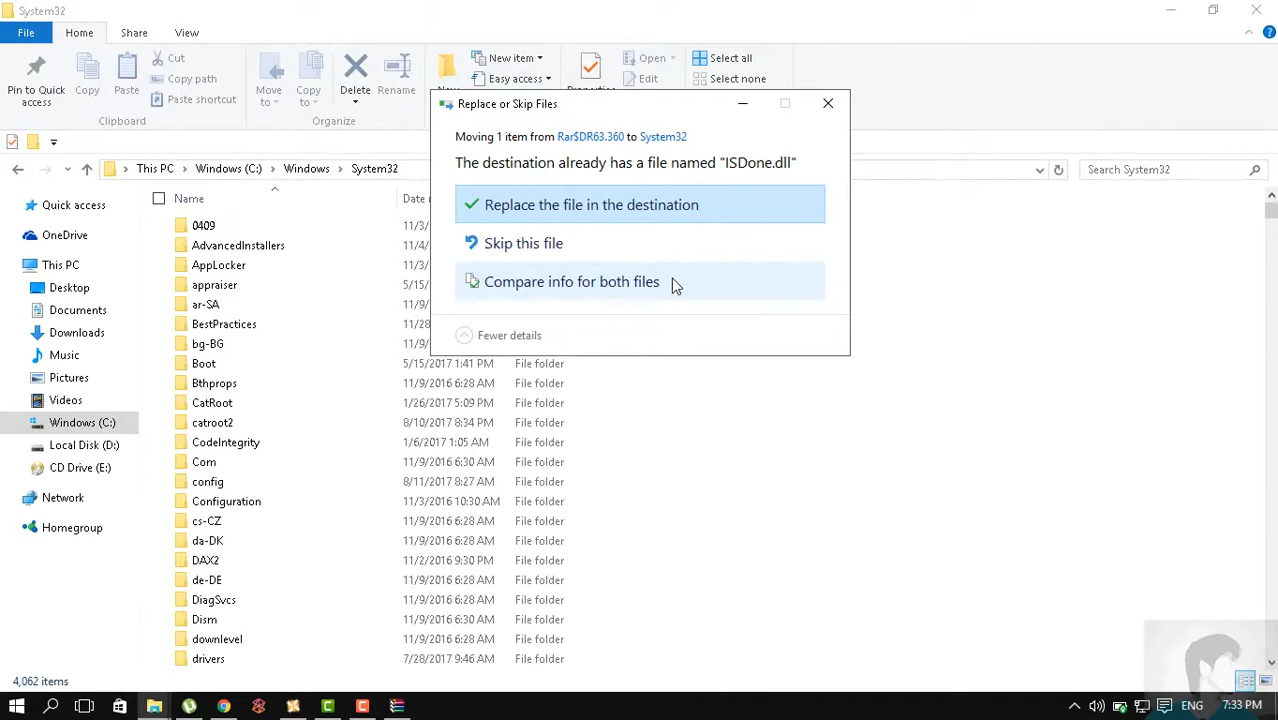 System32
File Home Share View
Pin to Quick access
Copy
Paste
Cut
Copy path
Paste shortcut
Clipboard
Move to
Copy to
Delete
Rename
Organize
New item
Easy access
Open
Edit
Select all
Select none
This PC > Windows (C:) > Windows > System32
Search System32
Replace or Skip Files
Moving 1 item from Rar$DR63.360 to System32
The destination already has a file named "ISDone.dll"
Replace the file in the destination
Skip this file
Compare info for both files
Fewer details
Quick access
OneDrive
This PC
Desktop
Documents
Downloads
Music
Pictures
Videos
Windows (C:)
Local Disk (D:)
CD Drive (E:)
Network
Homegroup
Name
0409
AdvancedInstallers
AppLocker
appraiser
ar-SA
BestPractices
bg-BG
Boot 5/15/2017 1:41 PM File folder
Bthprops 11/9/2016 6:28 AM File folder
CatRoot 1/26/2017 5:09 PM File folder
catroot2 8/10/2017 8:34 PM File folder
CodeIntegrity 1/6/2017 1:05 AM File folder
Com 11/9/2016 6:30 AM File folder
config 8/11/2017 8:27 AM File folder
Configuration 11/3/2016 10:30 AM File folder
cs-CZ 11/9/2016 6:28 AM File folder
da-DK 11/9/2016 6:28 AM File folder
DAX2 11/2/2016 9:30 PM File folder
de-DE 11/9/2016 6:28 AM File folder
DiagSvcs 11/9/2016 6:28 AM File folder
Dism 11/9/2016 6:30 AM File folder
downlevel 11/9/2016 6:28 AM File folder
drivers 7/28/2017 9:46 AM File folder
4,062 items
ENG 7:33 PM